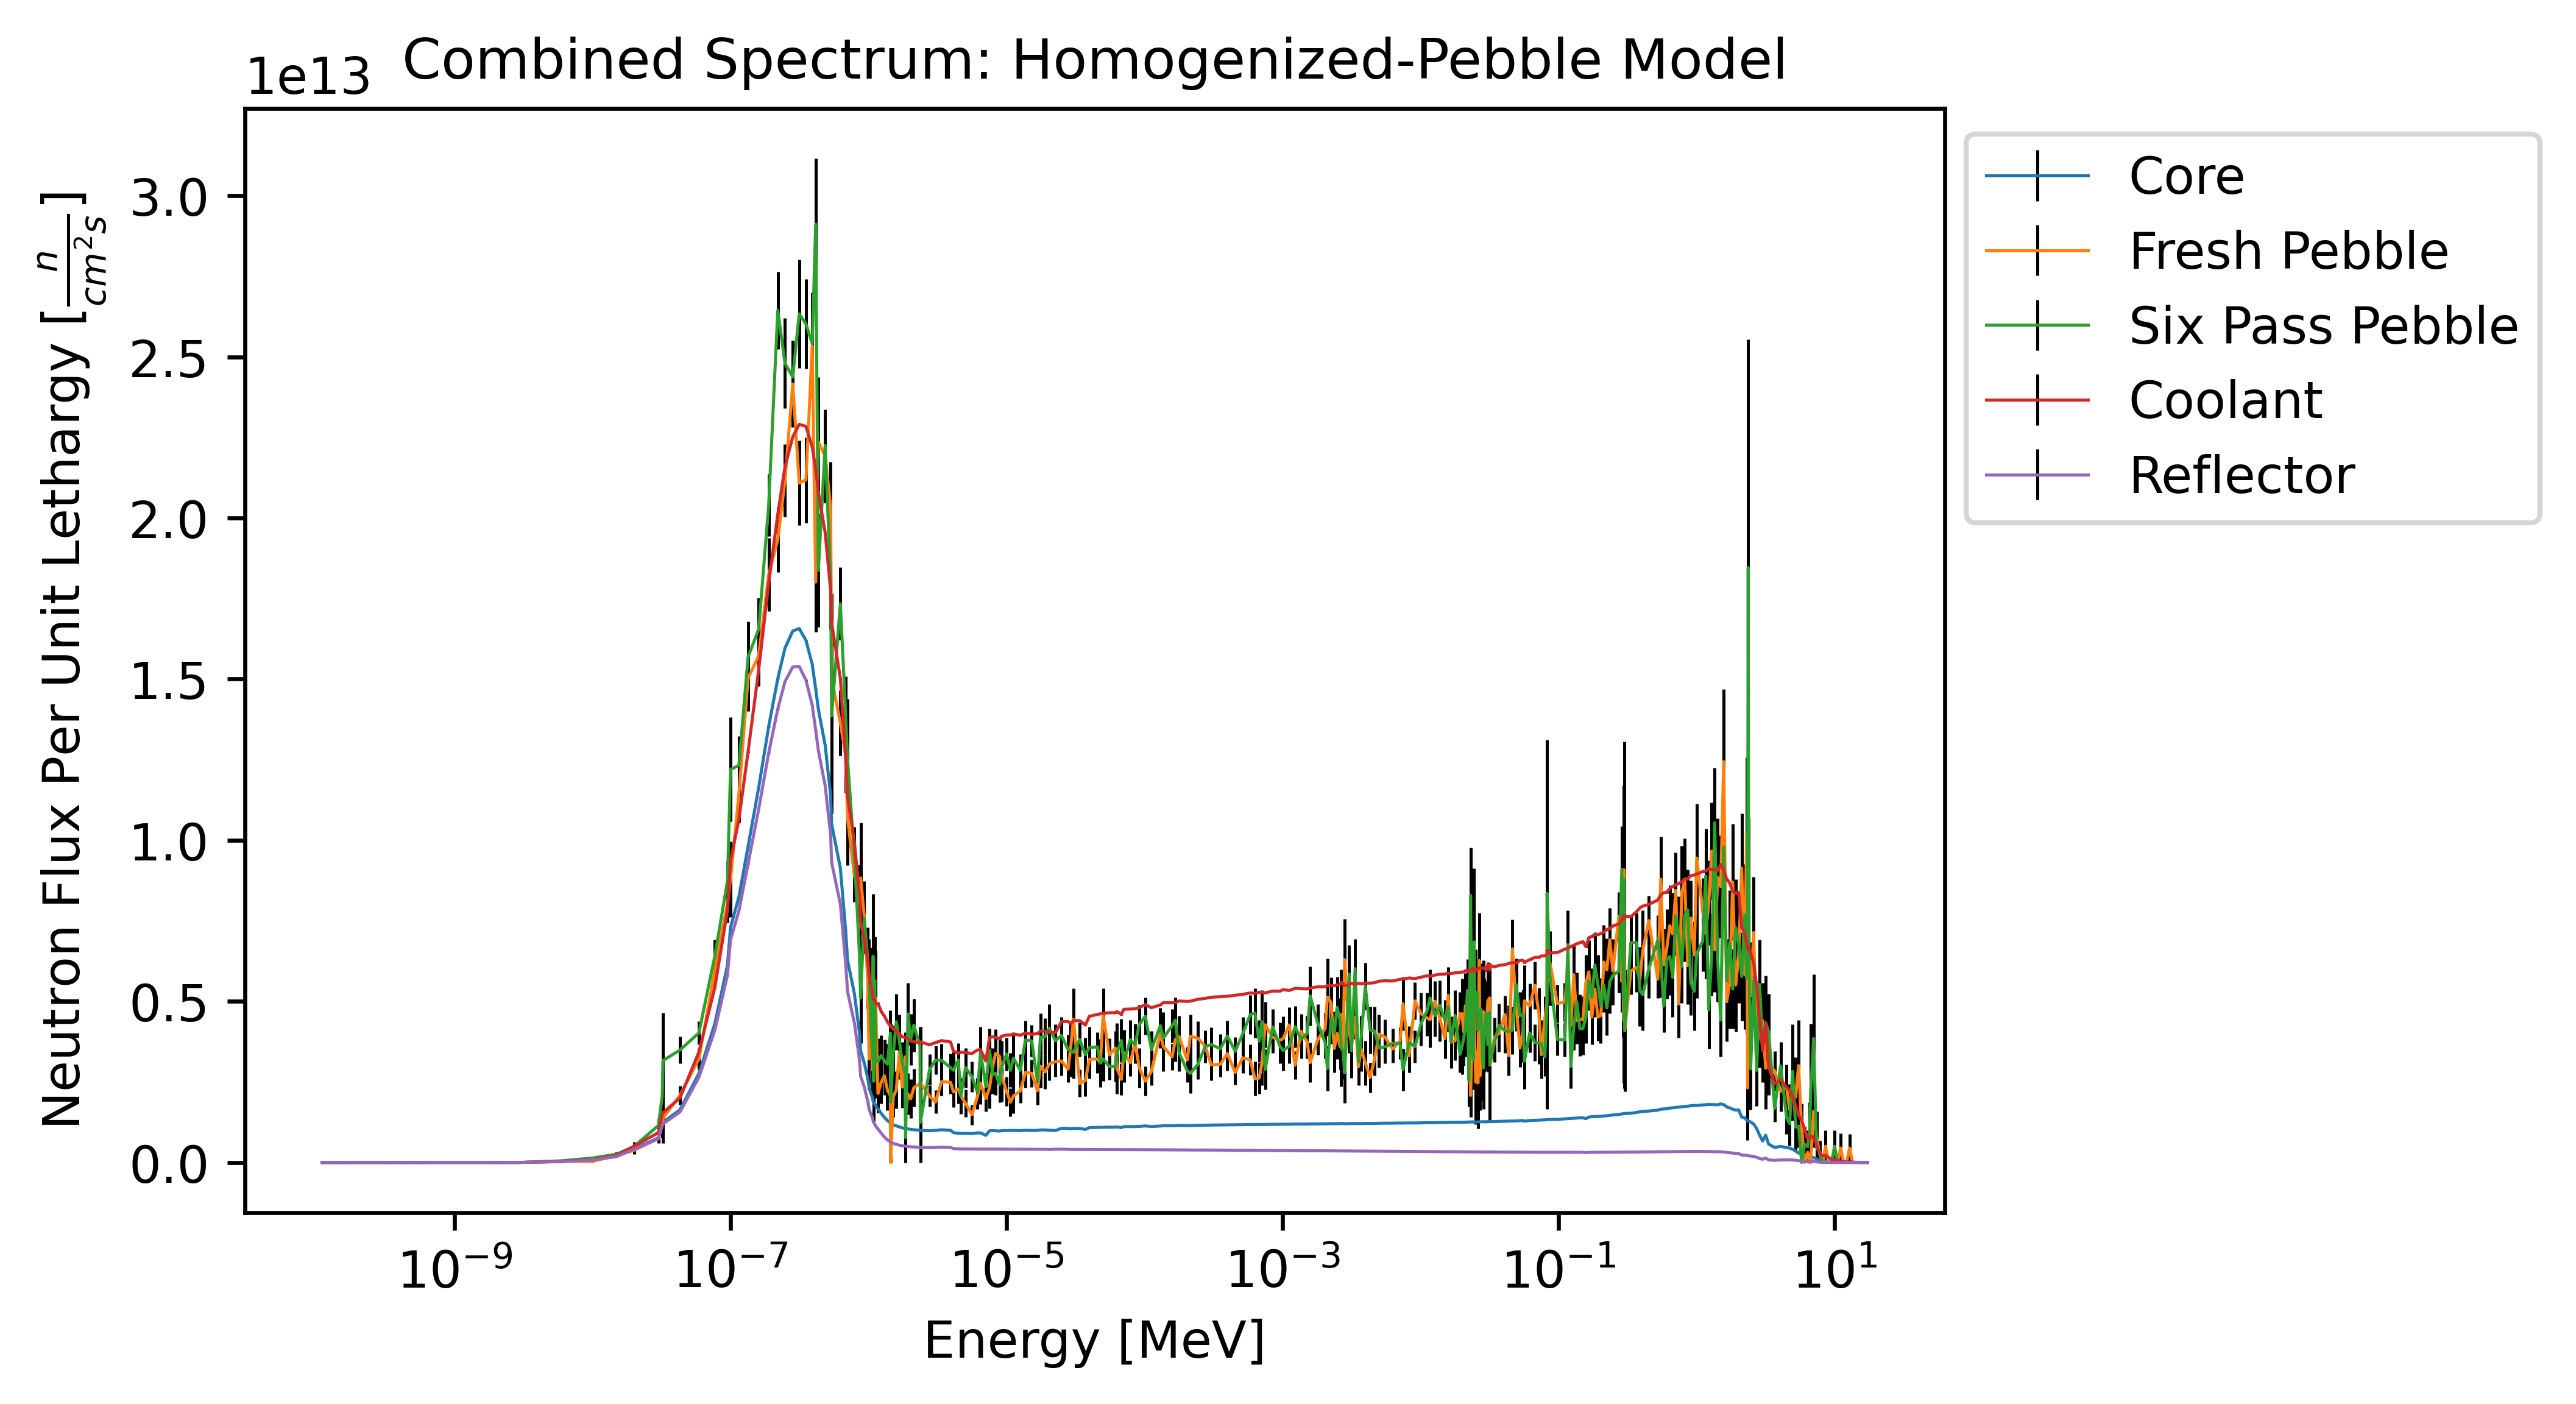 Combined Spectrum: Homogenized-Pebble Model
1e13
Neutron Flux Per Unit Lethargy [n/cm²s]
3.0
2.5
2.0
1.5
1.0
0.5
0.0
10⁻⁹ 10⁻⁷ 10⁻⁵ 10⁻³ 10⁻¹ 10¹
Energy [MeV]
Core
Fresh Pebble
Six Pass Pebble
Coolant
Reflector